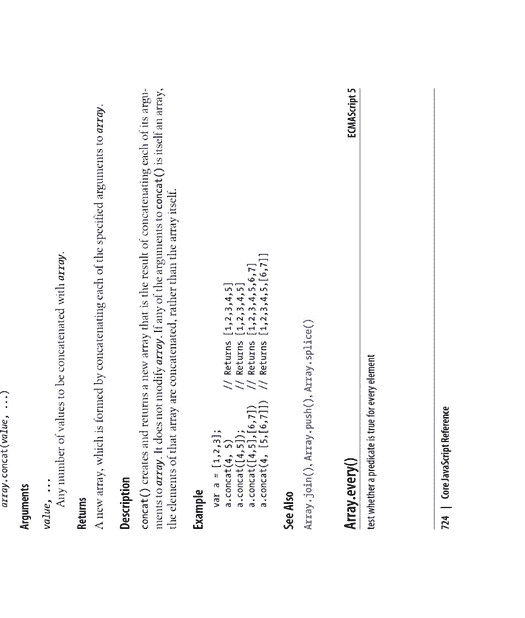 array.concat(value, ...)
Arguments
value, ...
Any number of values to be concatenated with array.
Returns
A new array, which is formed by concatenating each of the specified arguments to array.
Description
concat() creates and returns a new array that is the result of concatenating each of its argu-
ments to array. It does not modify array. If any of the arguments to concat() is itself an array,
the elements of that array are concatenated, rather than the array itself.
Example
var a = [1,2,3];
a.concat(4, 5) // Returns [1,2,3,4,5]
a.concat([4,5]); // Returns [1,2,3,4,5]
a.concat([4,5],[6,7]) // Returns [1,2,3,4,5,6,7]
a.concat(4, [5,[6,7]]) // Returns [1,2,3,4,5,[6,7]]
See Also
Array.join(), Array.push(), Array.splice()
Array.every() ECMAScript 5
test whether a predicate is true for every element
724 | Core JavaScript Reference